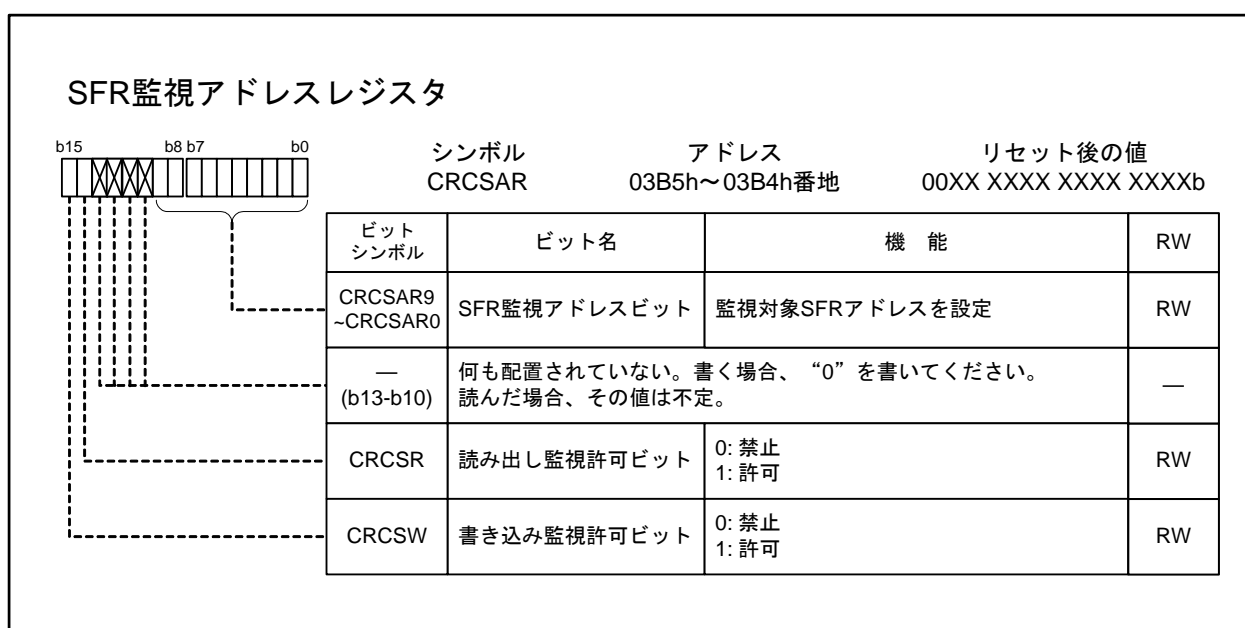 SFR監視アドレスレジスタ
b15 b8 b7 b0
シンボル アドレス リセット後の値
CRCSAR 03B5h～03B4h番地 00XX XXXX XXXX XXXXb
ビット
シンボル
ビット名
機 能
RW
CRCSAR9
~CRCSAR0
SFR監視アドレスビット
監視対象SFRアドレスを設定
RW
—
(b13-b10)
何も配置されていない。書く場合、“0”を書いてください。
読んだ場合、その値は不定。
—
CRCSR
読み出し監視許可ビット
0: 禁止
1: 許可
RW
CRCSW
書き込み監視許可ビット
0: 禁止
1: 許可
RW